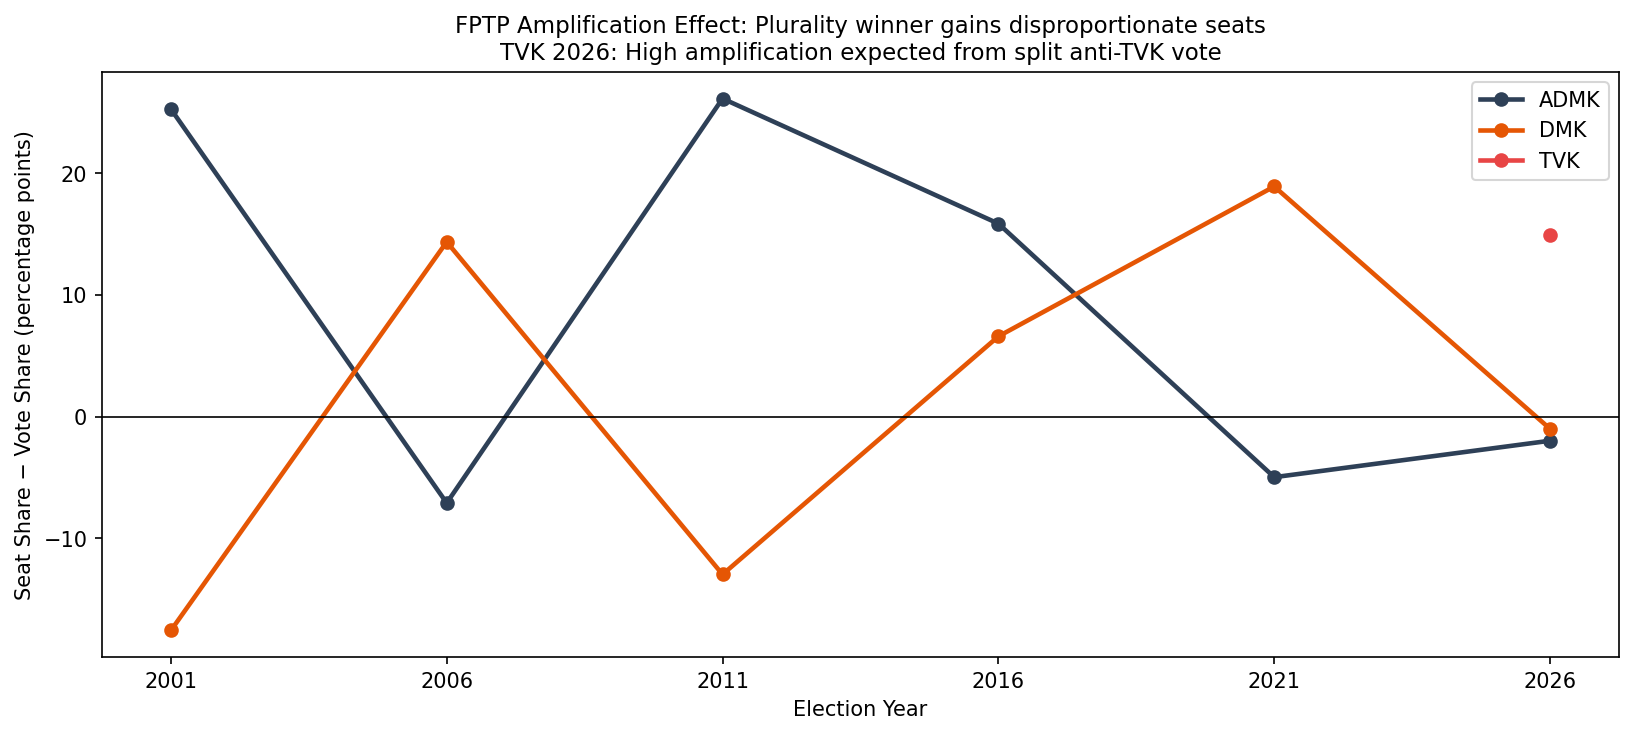 FPTP Amplification Effect: Plurality winner gains disproportionate seats
TVK 2026: High amplification expected from split anti-TVK vote
Seat Share − Vote Share (percentage points)
20
10
0
−10
ADMK
DMK
TVK
2001 2006 2011 2016 2021 2026
Election Year